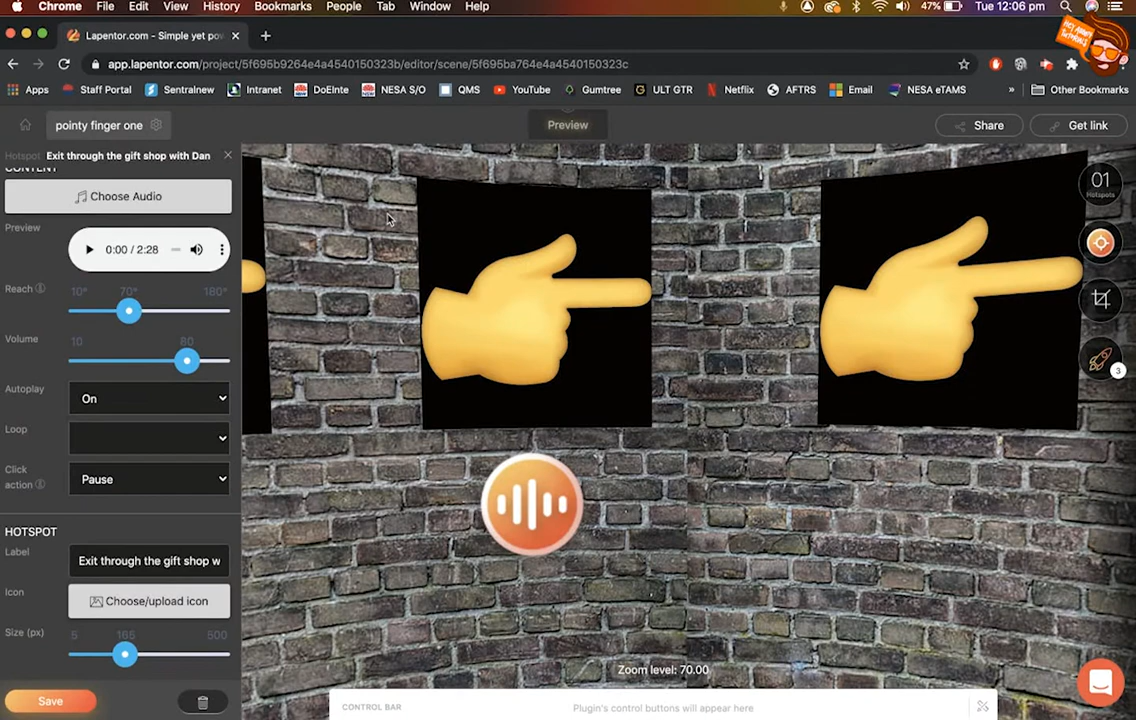 Chrome File Edit View History Bookmarks People Tab Window Help 47% Tue 12:06 pm
Lapentor.com - Simple yet po
app.lapentor.com/project/5f695b9264e4a4540150323b/editor/scene/5f695ba764e4a4540150323c
Apps Staff Portal Sentralnew Intranet DoEInte NESA S/O QMS YouTube Gumtree ULT GTR Netflix AFTRS Email NESA eTAMS » Other Bookmarks
pointy finger one Preview Share Get link
Hotspot Exit through the gift shop with Dan
CONTENT
Choose Audio
Preview
0:00 / 2:28
Reach 10° 70° 180°
Volume 10 80
Autoplay On
Loop
Click
action Pause
HOTSPOT
Label
Exit through the gift shop w
Icon
Choose/upload icon
Size (px) 5 165 500
Save
01
Hotspots
3
Zoom level: 70.00
CONTROL BAR Plugin's control buttons will appear here